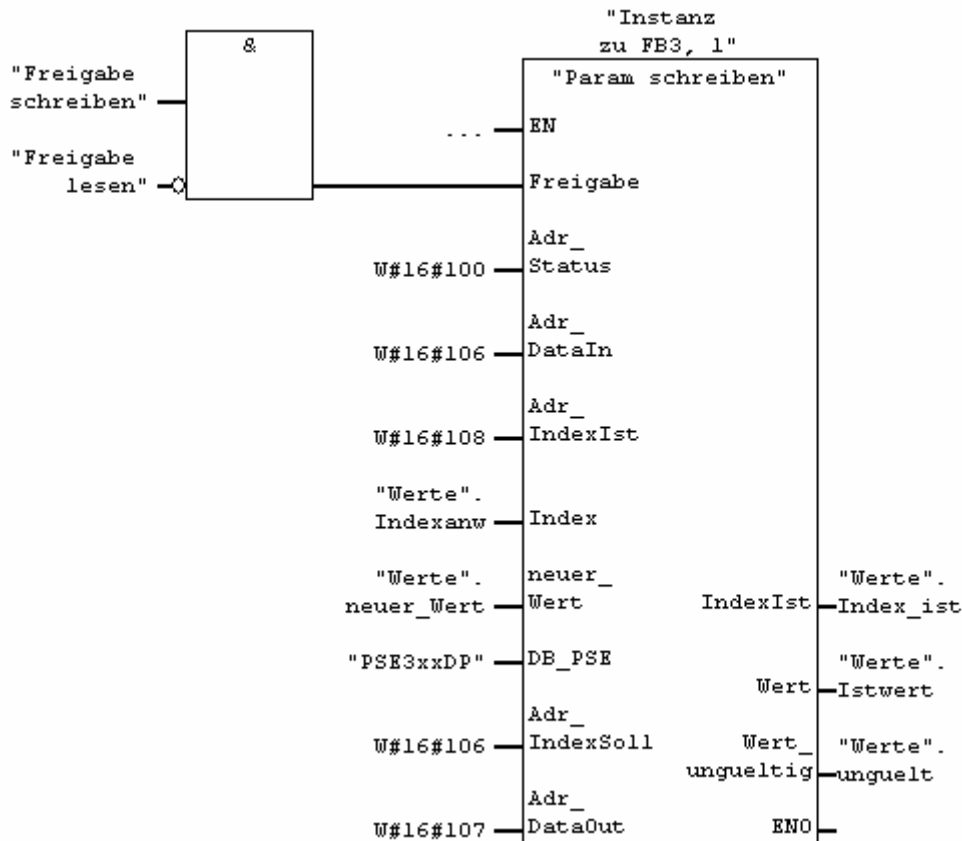 "Instanz
zu FB3, 1"
&
"Param schreiben"
"Freigabe
schreiben"
... EN
"Freigabe
lesen"
Freigabe
Adr_
W#16#100 Status
Adr_
W#16#106 DataIn
Adr_
W#16#108 IndexIst
"Werte".
Indexanw Index
"Werte". neuer_ "Werte".
neuer_Wert Wert IndexIst Index_ist
"PSE3xxDP" DB_PSE "Werte".
Wert Istwert
Adr_
W#16#106 IndexSoll Wert_ "Werte".
ungueltig unguelt
Adr_
W#16#107 DataOut ENO